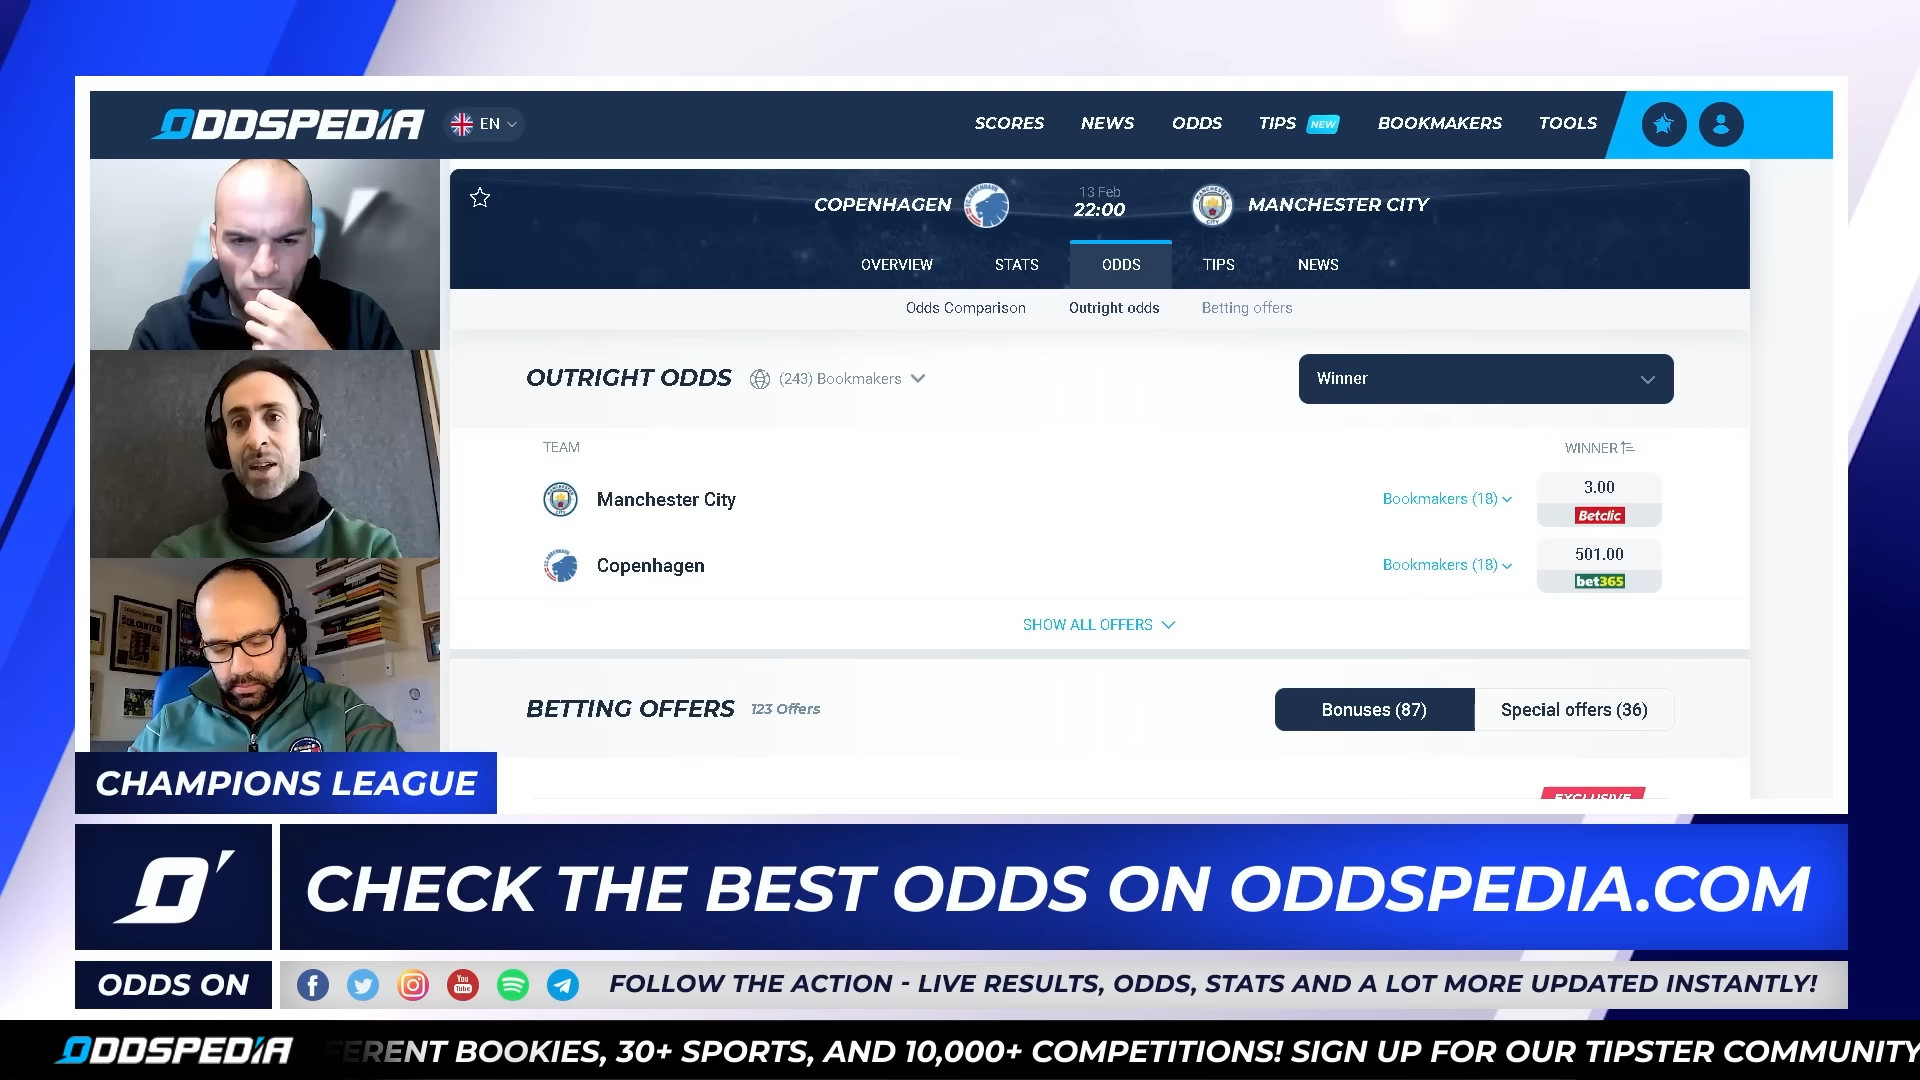 ODDSPEDIA
EN
SCORES
NEWS
ODDS
TIPS
NEW
BOOKMAKERS
TOOLS
COPENHAGEN
13 Feb
22:00
MANCHESTER CITY
OVERVIEW
STATS
ODDS
TIPS
NEWS
Odds Comparison
Outright odds
Betting offers
OUTRIGHT ODDS
(243) Bookmakers
Winner
TEAM
WINNER
Manchester City
Bookmakers (18)
3.00
Betclic
Copenhagen
Bookmakers (18)
501.00
bet365
SHOW ALL OFFERS
BETTING OFFERS
123 Offers
Bonuses (87)
Special offers (36)
EXCLUSIVE
CHAMPIONS LEAGUE
CHECK THE BEST ODDS ON ODDSPEDIA.COM
ODDS ON
You
Tube
FOLLOW THE ACTION - LIVE RESULTS, ODDS, STATS AND A LOT MORE UPDATED INSTANTLY!
ODDSPEDIA
ERENT BOOKIES, 30+ SPORTS, AND 10,000+ COMPETITIONS! SIGN UP FOR OUR TIPSTER COMMUNITY